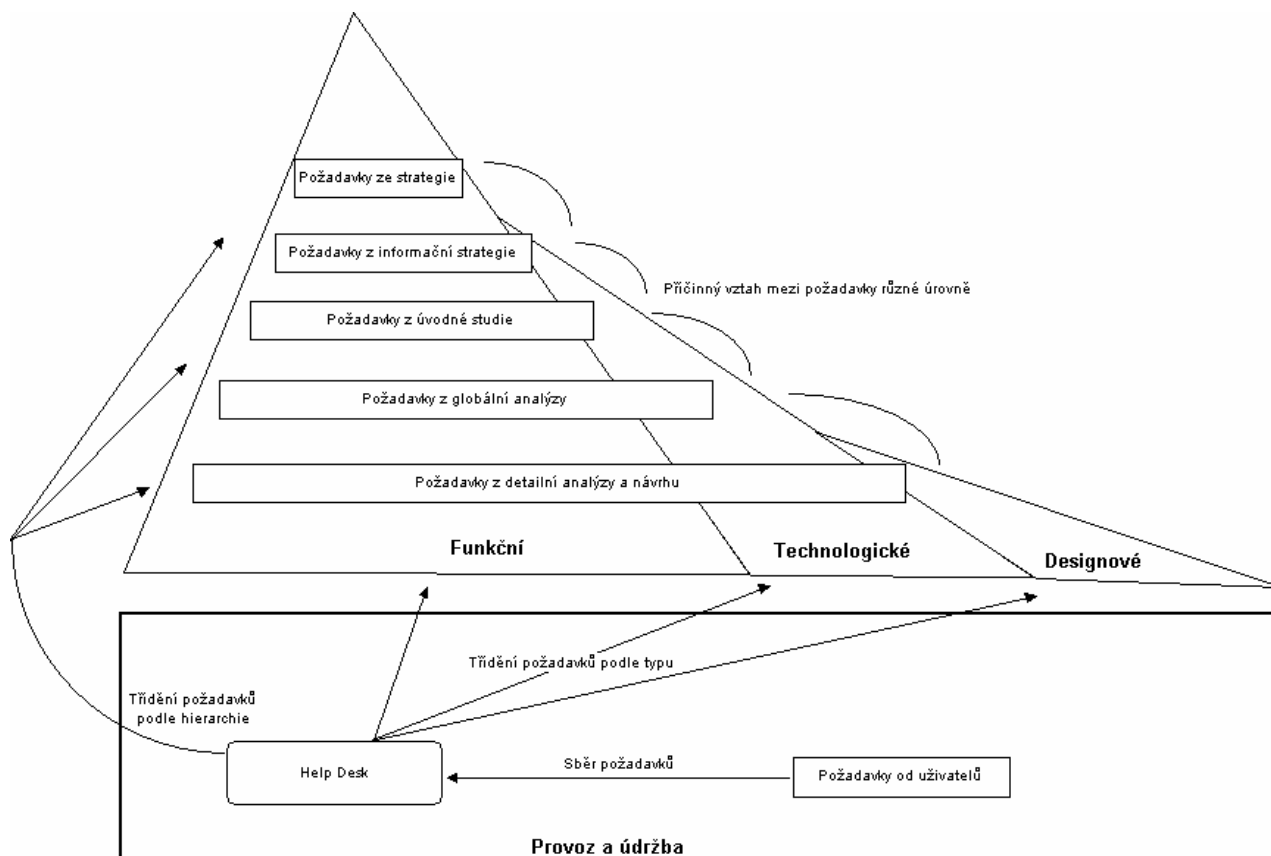 Požadavky ze strategie
Požadavky z informační strategie
Příčinný vztah mezi požadavky různé úrovně
Požadavky z úvodné studie
Požadavky z globální analýzy
Požadavky z detailní analýzy a návrhu
Funkční
Technologické
Designové
Třídění požadavků podle typu
Třídění požadavků
podle hierarchie
Help Desk
Sběr požadavků
Požadavky od uživatelů
Provoz a údržba